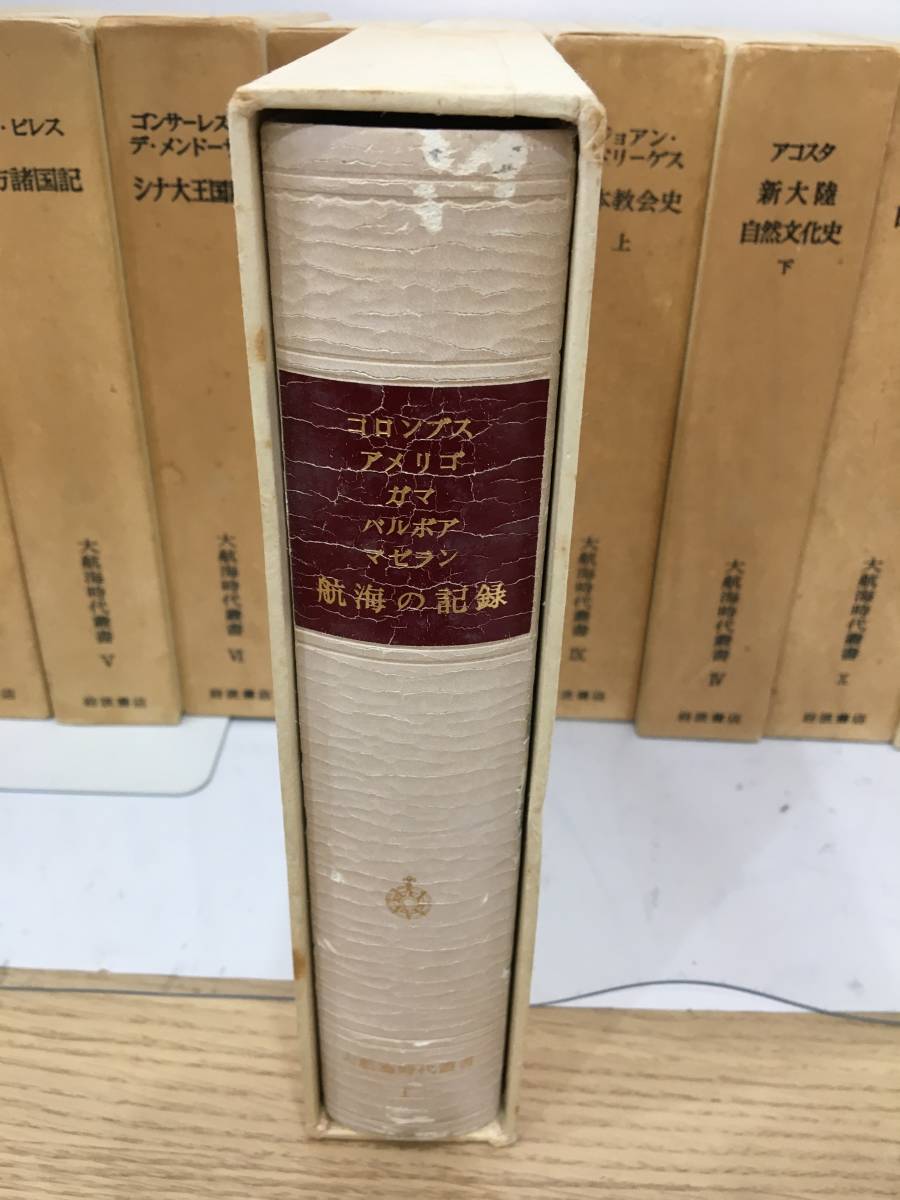 ・ピレス
方諸国記
大航海時代叢書
V
岩波書店
ゴンサーレス
デ・メンドーサ
シナ大王国
大航海時代叢書
VI
コロンブス
アメリゴ
ガマ
バルボア
マゼラン
航海の記録
大航海時代叢書
I
ジョアン・
ドリーゲス
本教会史
上
大航海時代叢書
IX
岩波書店
アコスタ
新大陸
自然文化史
下
大航海時代叢書
IV
岩波書店
大航海時代叢書
X
岩波書店